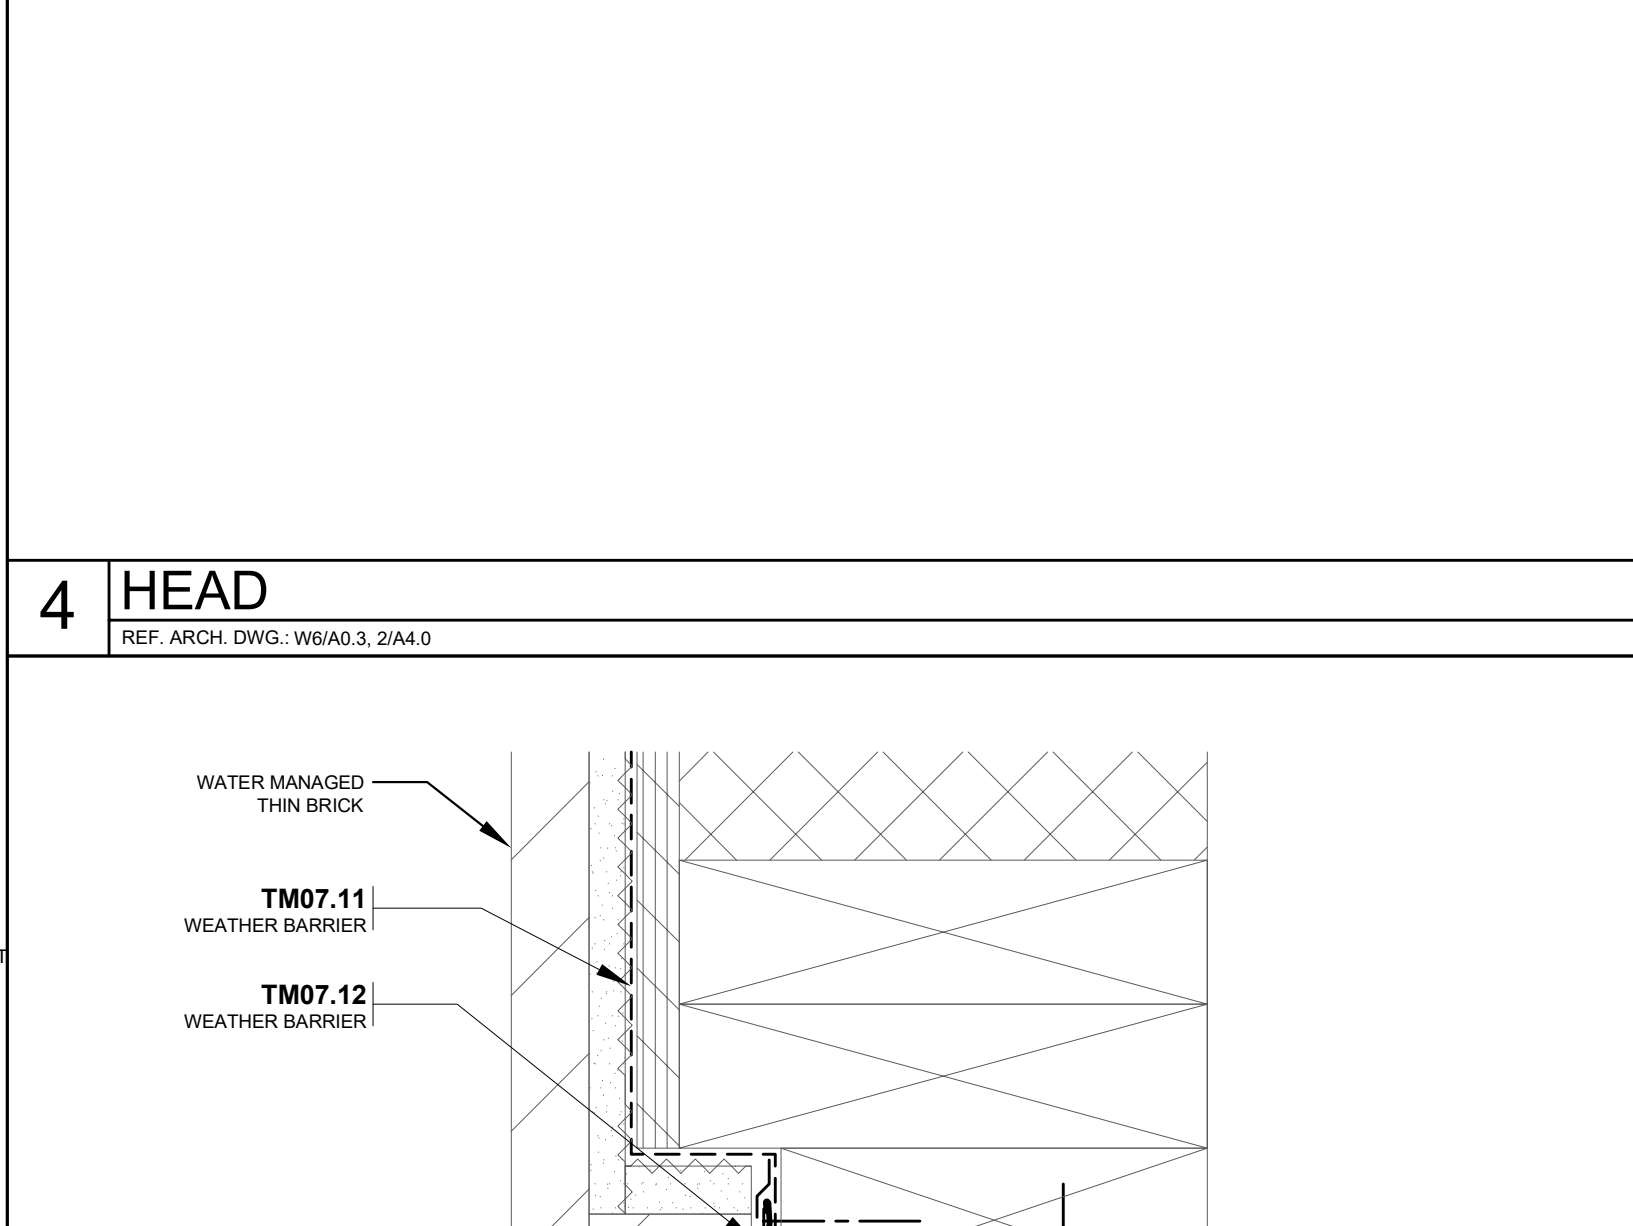 4
HEAD
REF. ARCH. DWG.: W6/A0.3, 2/A4.0
WATER MANAGED
THIN BRICK
TM07.11
WEATHER BARRIER
TM07.12
WEATHER BARRIER
T